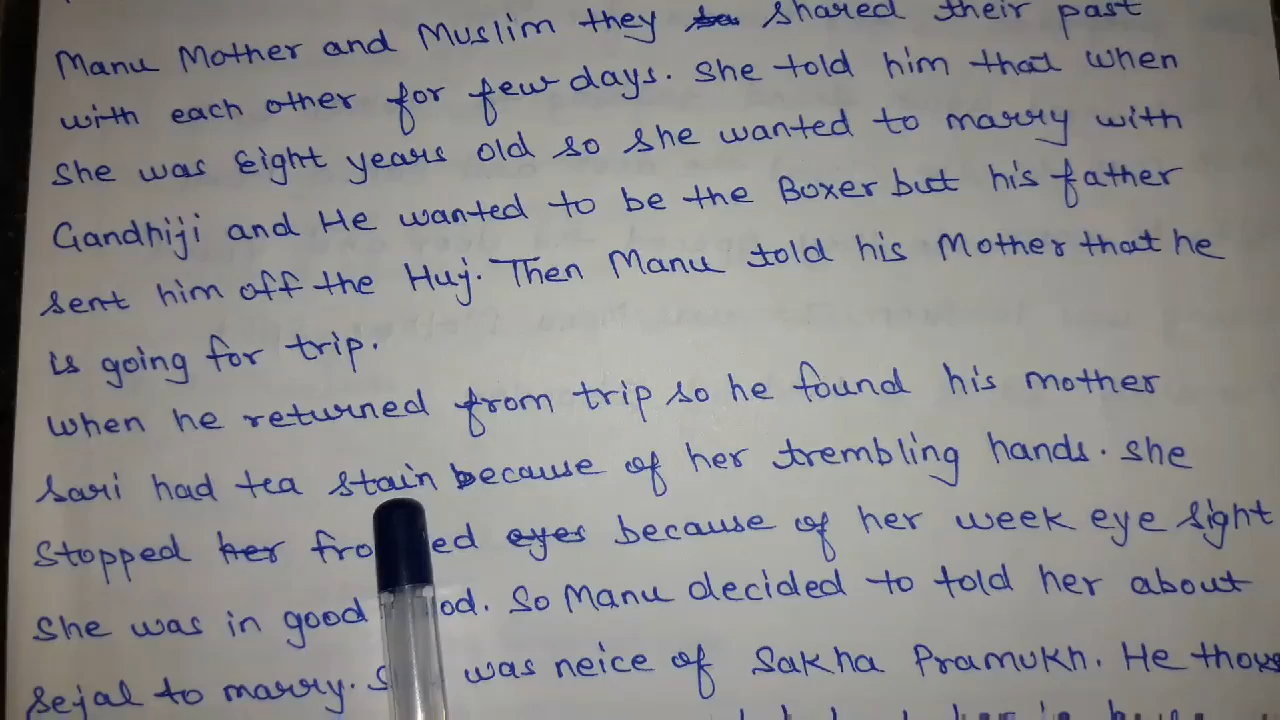 Manu Mother and Muslim they shared their past
with each other for few days. She told him that when
She was Eight years old so she wanted to marry with
Gandhiji and He wanted to be the Boxer but his father
sent him off the Huj. Then Manu told his Mother that he
is going for trip.
When he returned from trip so he found his mother
sari had tea stain because of her trembling hands. She
Stopped her fro ed eyes because of her week eye sight
She was in good od. So Manu decided to told her about
Sejal to marry. S was neice of Sakha Pramukh. He